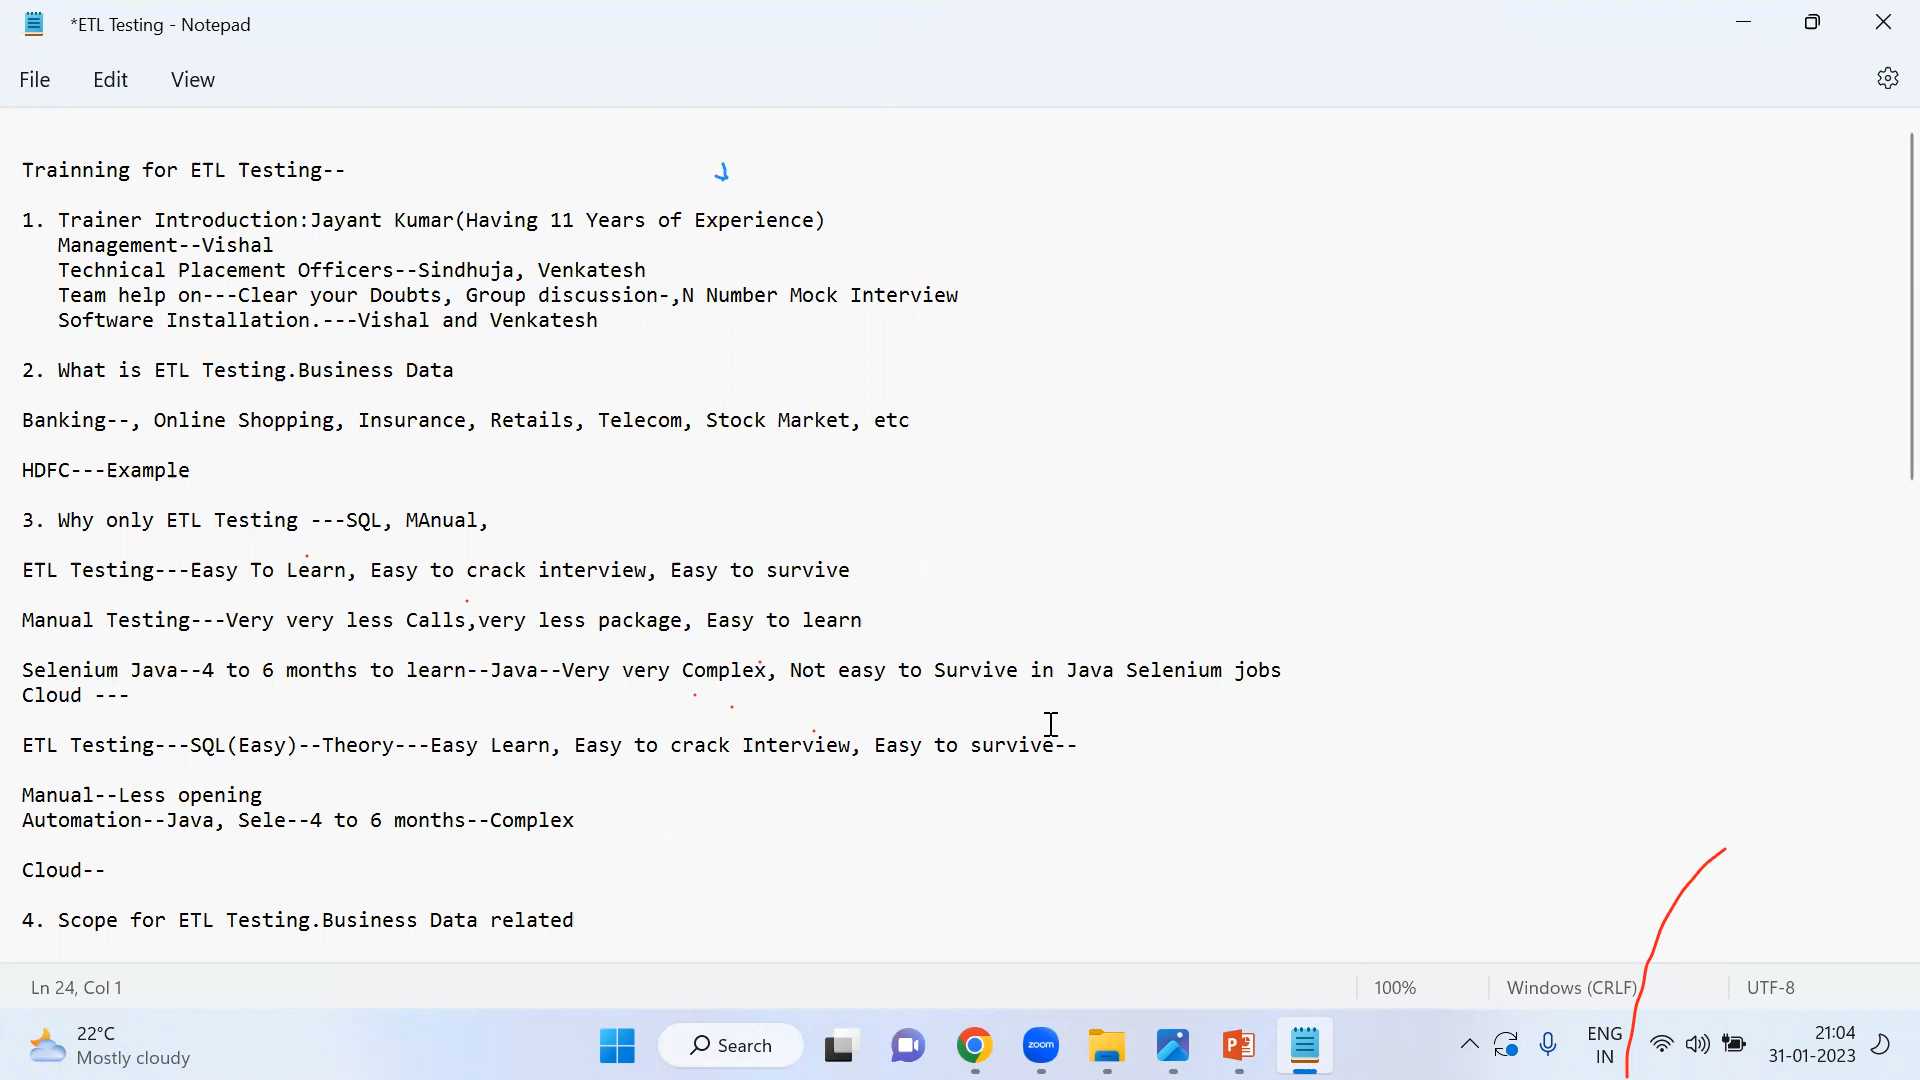 *ETL Testing - Notepad
File Edit View
Trainning for ETL Testing--
1. Trainer Introduction:Jayant Kumar(Having 11 Years of Experience)
Management--Vishal
Technical Placement Officers--Sindhuja, Venkatesh
Team help on---Clear your Doubts, Group discussion-,N Number Mock Interview
Software Installation.---Vishal and Venkatesh
2. What is ETL Testing.Business Data
Banking--, Online Shopping, Insurance, Retails, Telecom, Stock Market, etc
HDFC---Example
3. Why only ETL Testing ---SQL, MAnual,
ETL Testing---Easy To Learn, Easy to crack interview, Easy to survive
Manual Testing---Very very less Calls,very less package, Easy to learn
Selenium Java--4 to 6 months to learn--Java--Very very Complex, Not easy to Survive in Java Selenium jobs
Cloud ---
ETL Testing---SQL(Easy)--Theory---Easy Learn, Easy to crack Interview, Easy to survive--
Manual--Less opening
Automation--Java, Sele--4 to 6 months--Complex
Cloud--
4. Scope for ETL Testing.Business Data related
Ln 24, Col 1 100% Windows (CRLF) UTF-8
22°C
Mostly cloudy
Search
zoom
ENG
IN
21:04
31-01-2023